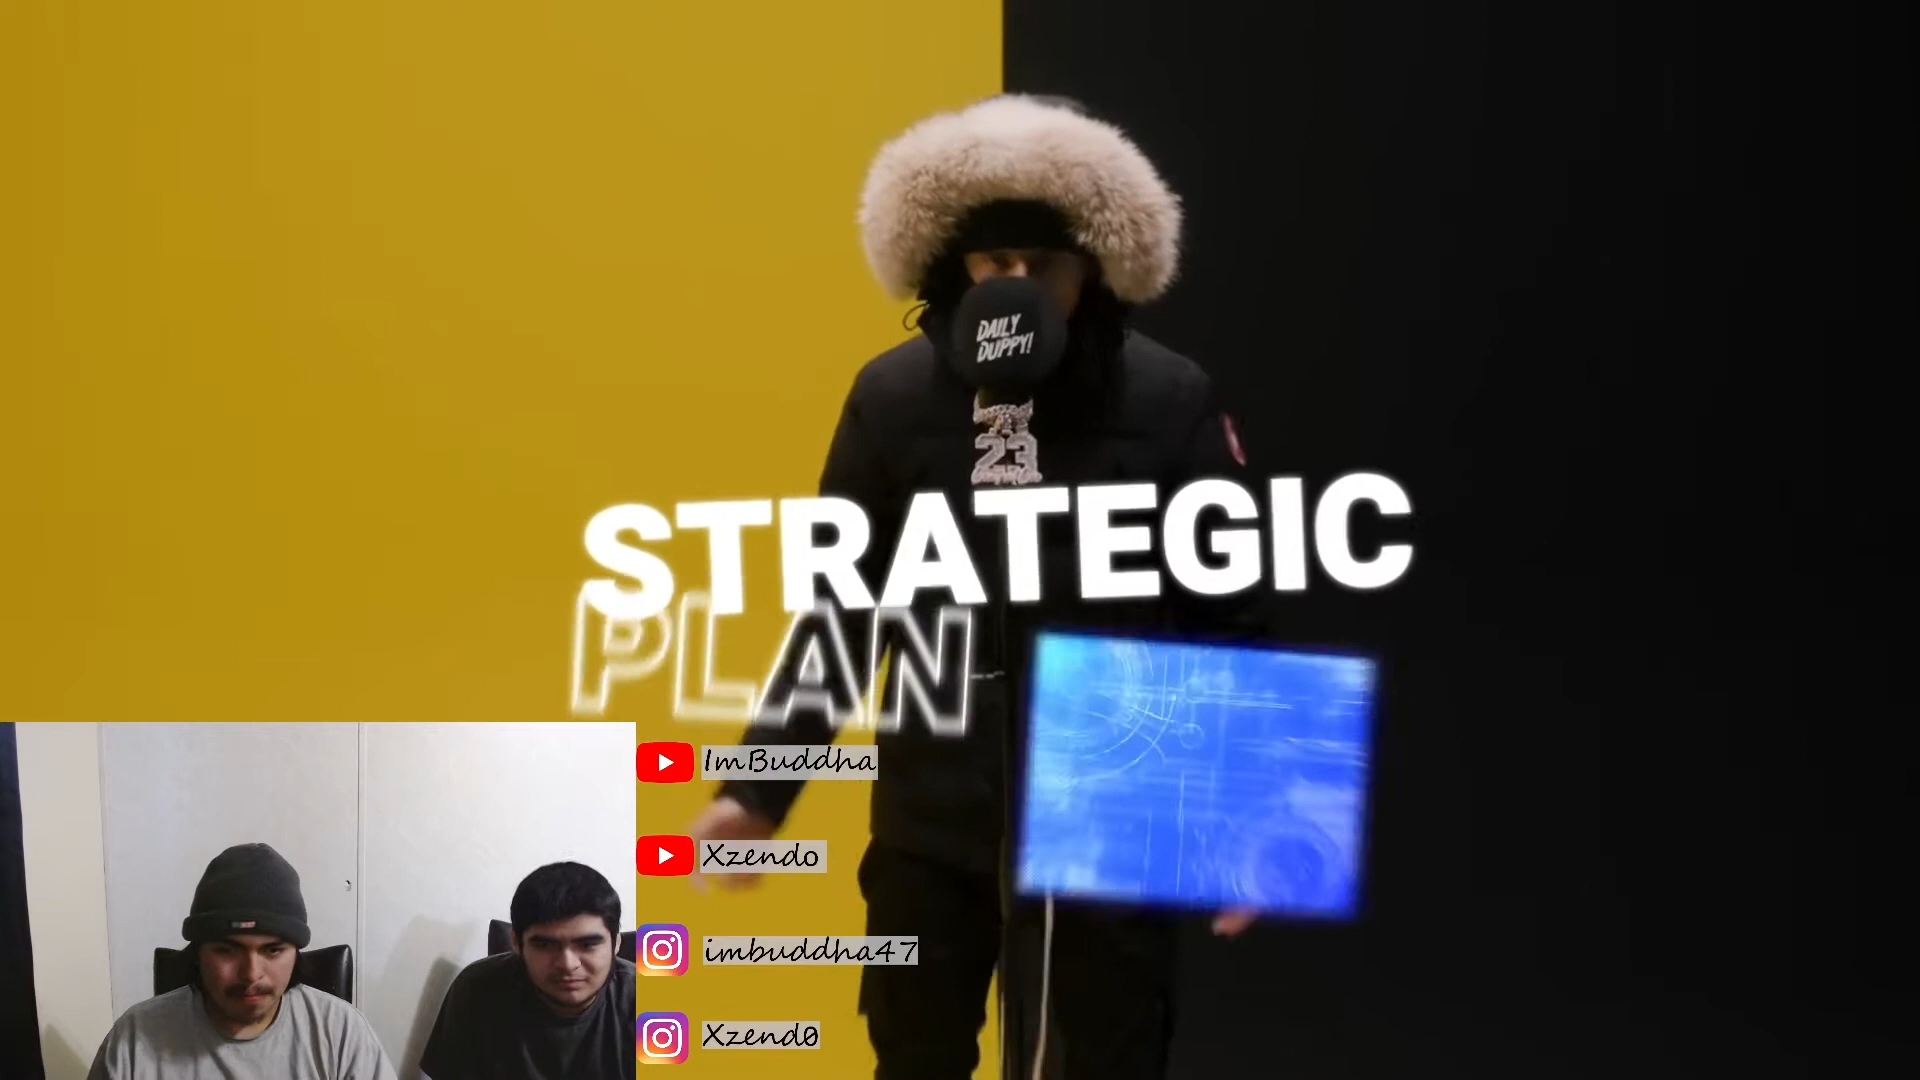 DAILY
DUPPY!
23
STRATEGIC
PLAN
ImBuddha
Xzendo
imbuddha47
Xzend0